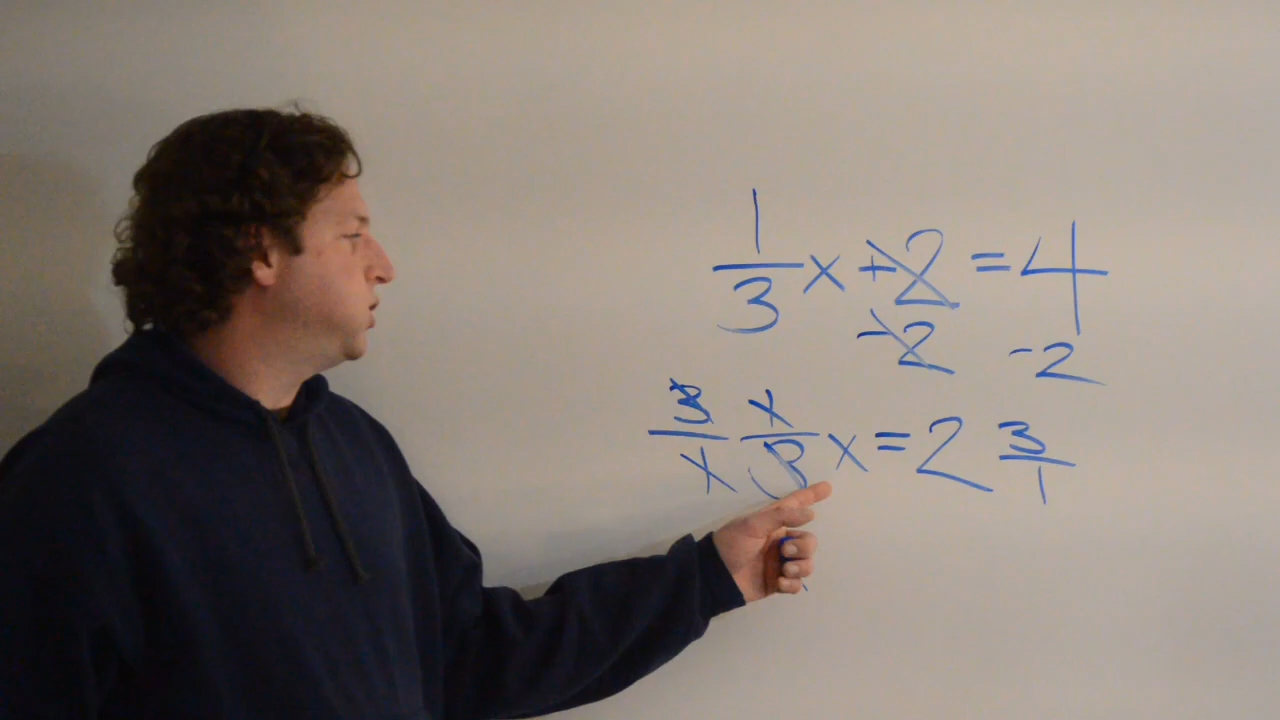 1/3 x + 2 = 4
- 2 - 2
3/1 1/3 x = 2 3/1